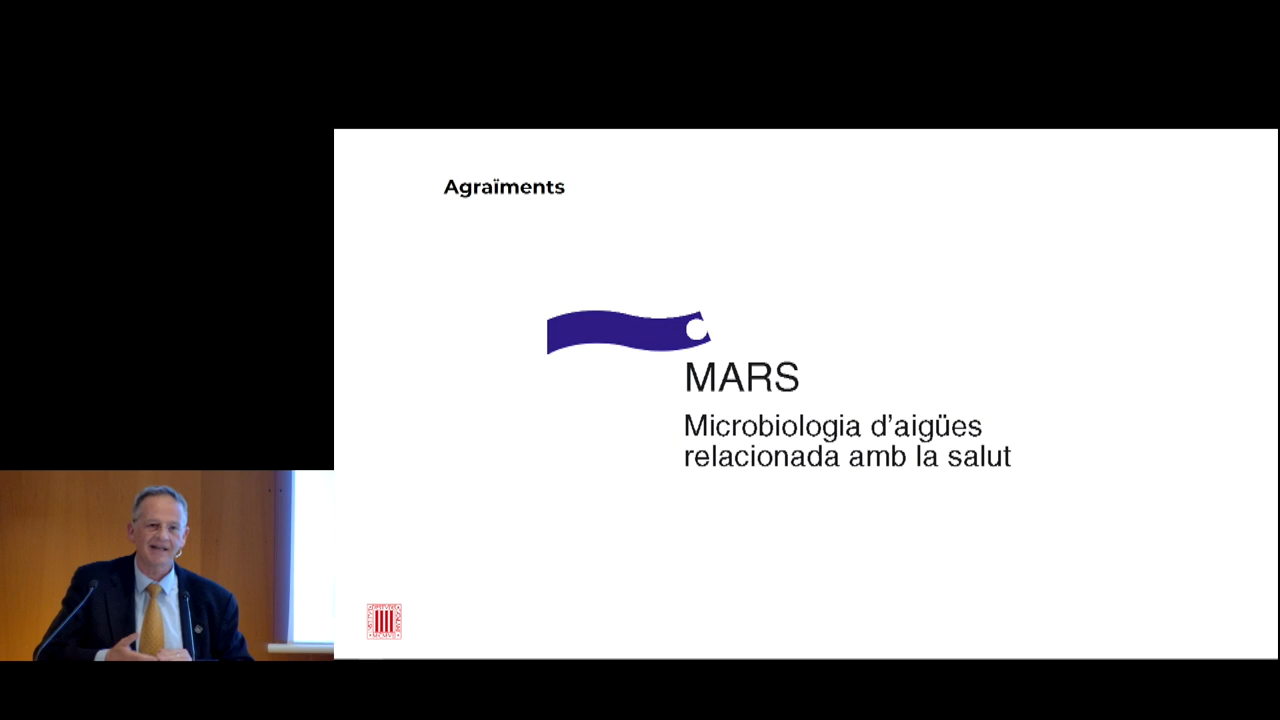 Agraïments
MARS
Microbiologia d'aigües
relacionada amb la salut